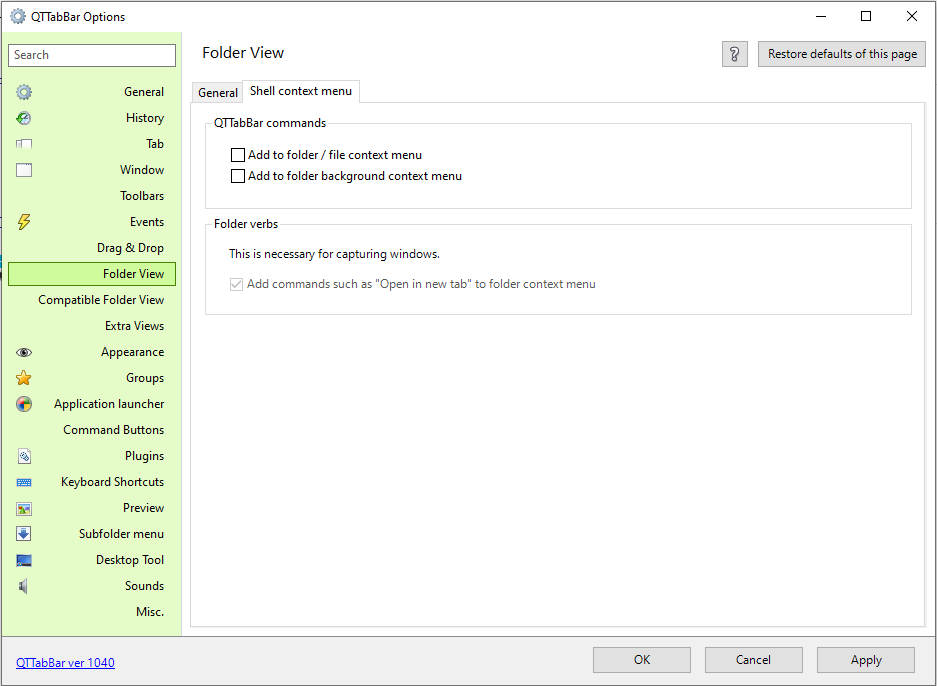 QTTabBar Options
Search
General
History
Tab
Window
Toolbars
Events
Drag & Drop
Folder View
Compatible Folder View
Extra Views
Appearance
Groups
Application launcher
Command Buttons
Plugins
Keyboard Shortcuts
Preview
Subfolder menu
Desktop Tool
Sounds
Misc.
Folder View
? Restore defaults of this page
General Shell context menu
QTTabBar commands
Add to folder / file context menu
Add to folder background context menu
Folder verbs
This is necessary for capturing windows.
Add commands such as "Open in new tab" to folder context menu
QTTabBar ver 1040
OK Cancel Apply